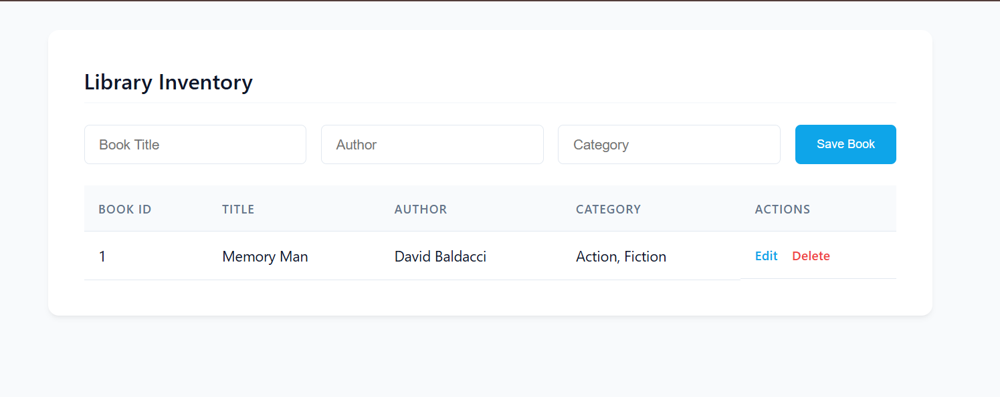 Library Inventory
Book Title Author Category Save Book
BOOK ID TITLE AUTHOR CATEGORY ACTIONS
1 Memory Man David Baldacci Action, Fiction Edit Delete